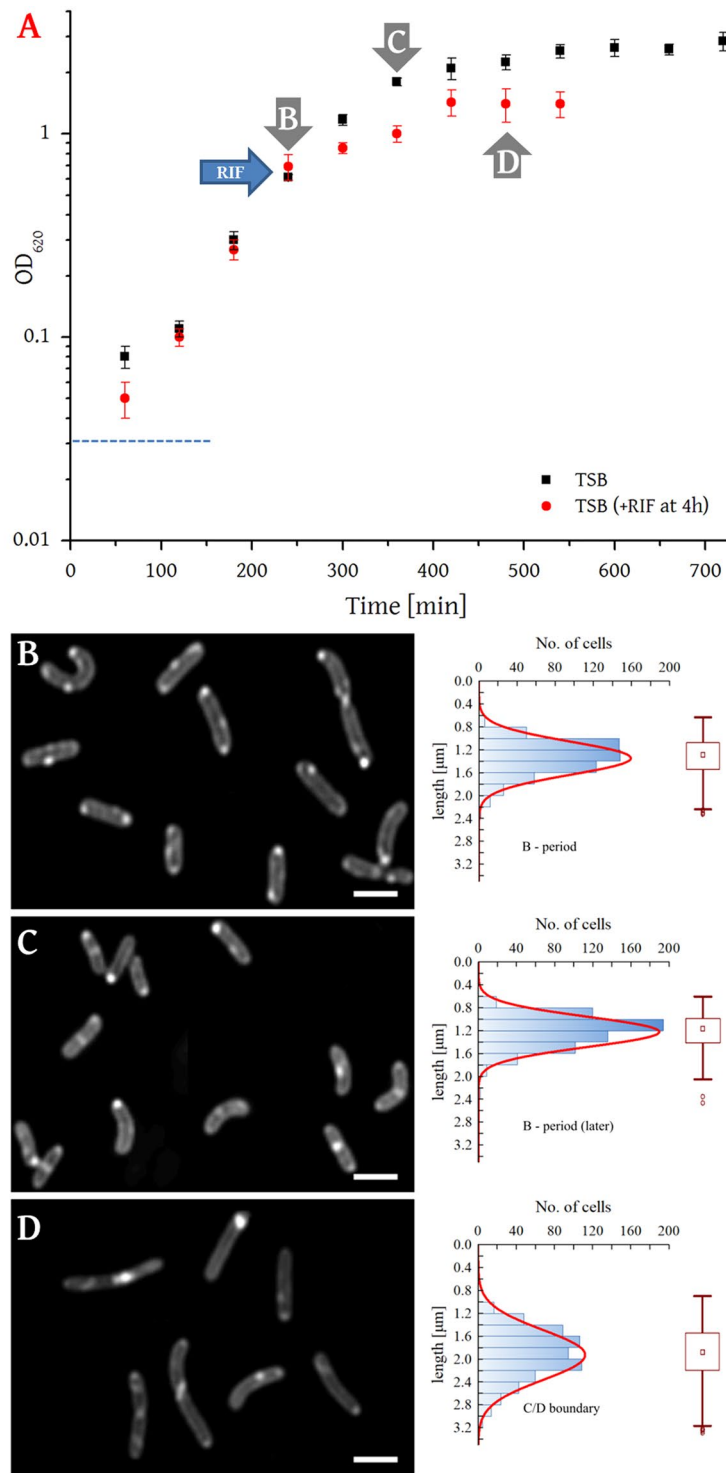 A
C
B
RIF
D
1
0.1
0.01
OD620
TSB
TSB (+RIF at 4h)
0 100 200 300 400 500 600 700
Time [min]
B
No. of cells
0 40 80 120 160 200
0.0
0.4
0.8
1.2
1.6
2.0
2.4
2.8
3.2
length [µm]
B - period
C
No. of cells
0 40 80 120 160 200
0.0
0.4
0.8
1.2
1.6
2.0
2.4
2.8
3.2
length [µm]
B - period (later)
D
No. of cells
0 40 80 120 160 200
0.0
0.4
0.8
1.2
1.6
2.0
2.4
2.8
3.2
length [µm]
C/D boundary